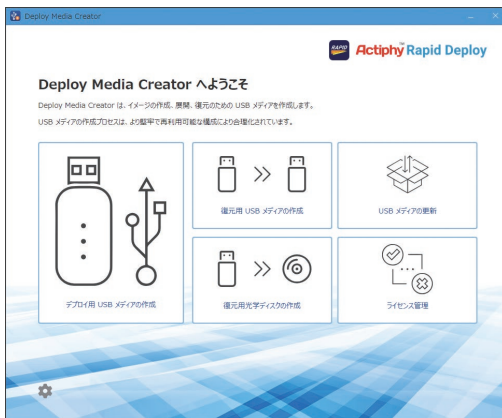 Deploy Media Creator
RAPID
Actiphy Rapid Deploy
Deploy Media Creator へようこそ
Deploy Media Creator は、イメージの作成、展開、復元のための USB メディアを作成します。
USB メディアの作成プロセスは、より堅牢で再利用可能な構成により合理化されています。
デプロイ用 USB メディアの作成
復元用 USB メディアの作成
USB メディアの更新
復元用光学ディスクの作成
ライセンス管理